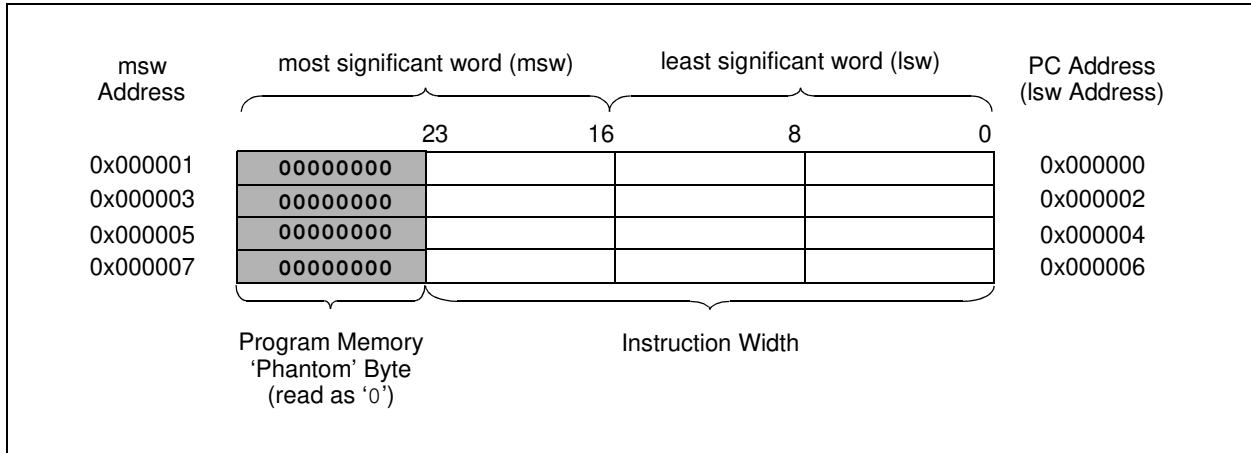 msw
Address
most significant word (msw)
least significant word (lsw)
PC Address
(lsw Address)
23
16
8
0
0x000001
00000000
0x000000
0x000003
00000000
0x000002
0x000005
00000000
0x000004
0x000007
00000000
0x000006
Program Memory
‘Phantom’ Byte
(read as ‘0’)
Instruction Width